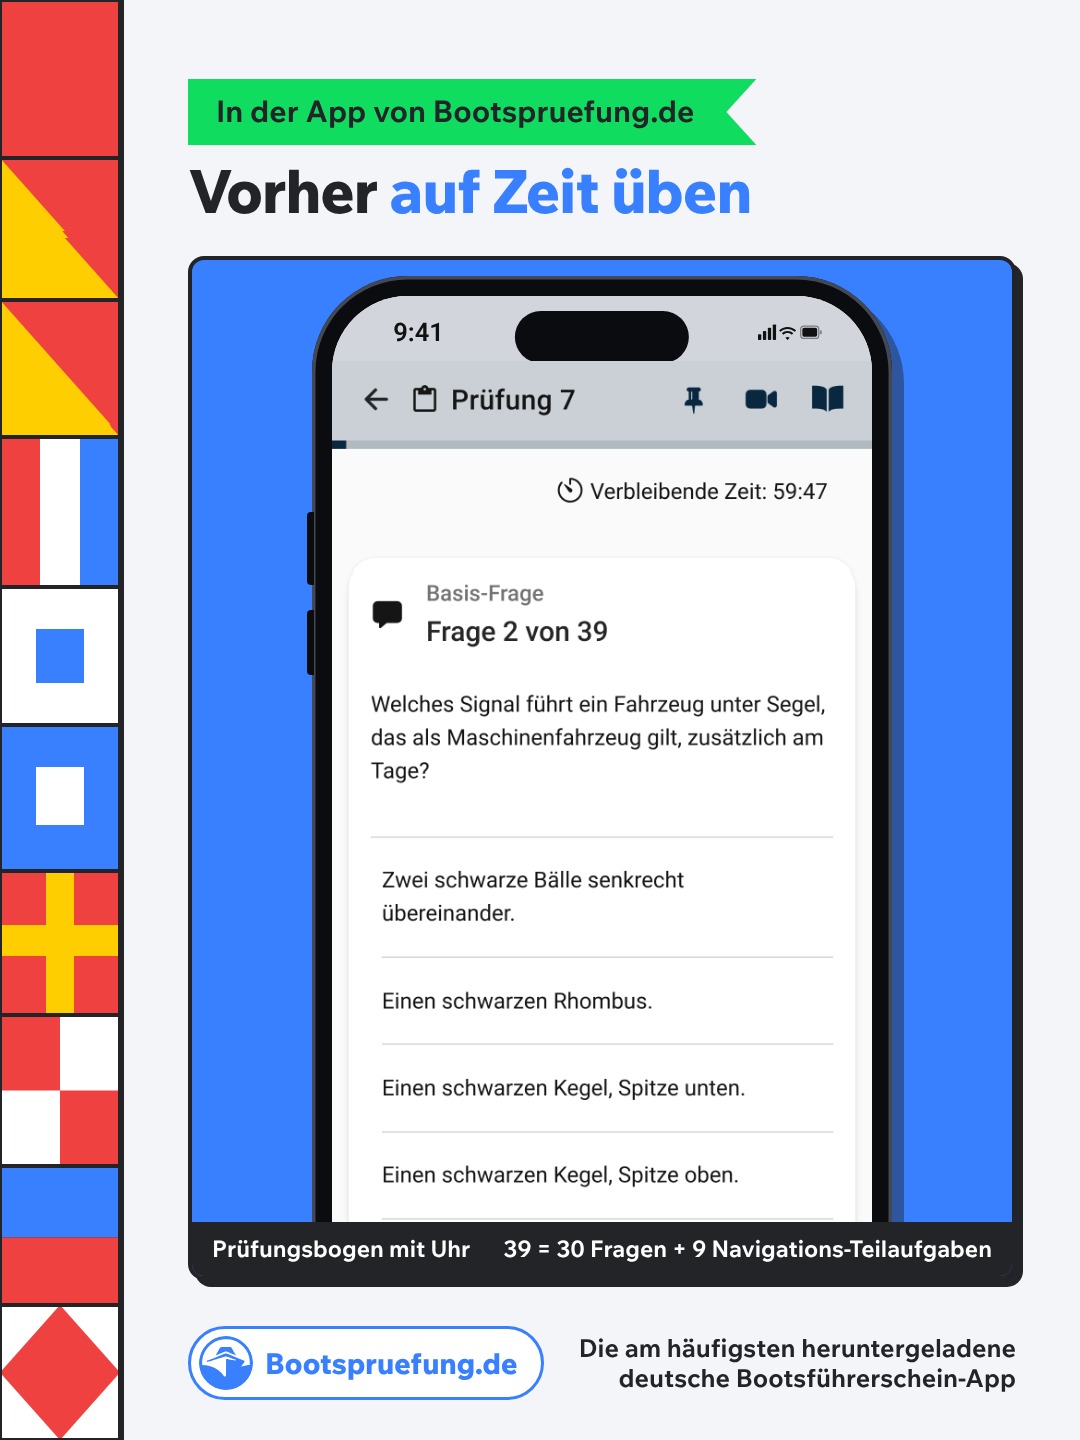 In der App von Bootspruefung.de
Vorher auf Zeit üben
9:41
Prüfung 7
Verbleibende Zeit: 59:47
Basis-Frage
Frage 2 von 39
Welches Signal führt ein Fahrzeug unter Segel,
das als Maschinenfahrzeug gilt, zusätzlich am
Tage?
Zwei schwarze Bälle senkrecht
übereinander.
Einen schwarzen Rhombus.
Einen schwarzen Kegel, Spitze unten.
Einen schwarzen Kegel, Spitze oben.
Prüfungsbogen mit Uhr 39 = 30 Fragen + 9 Navigations-Teilaufgaben
Bootspruefung.de
Die am häufigsten heruntergeladene
deutsche Bootsführerschein-App